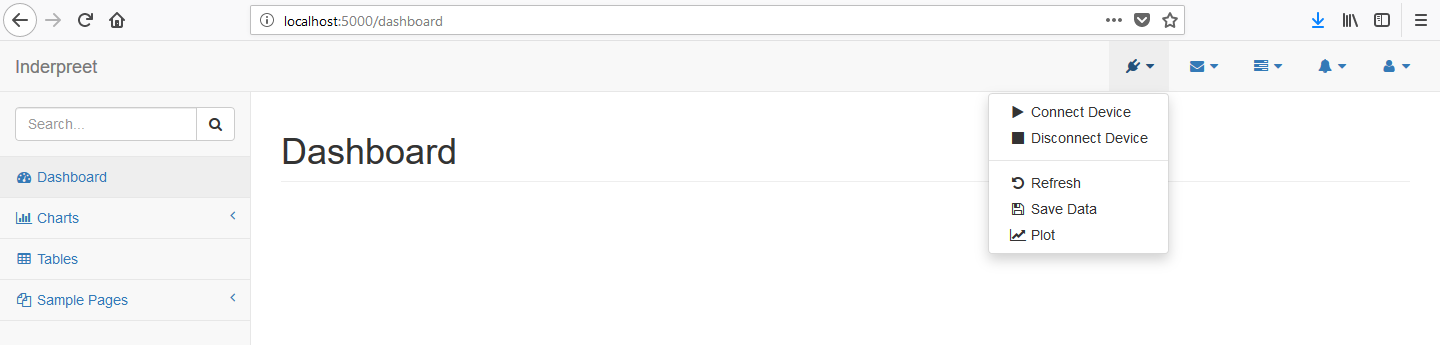 localhost:5000/dashboard
Inderpreet
Search...
Dashboard
Charts
Tables
Sample Pages
Dashboard
Connect Device
Disconnect Device
Refresh
Save Data
Plot